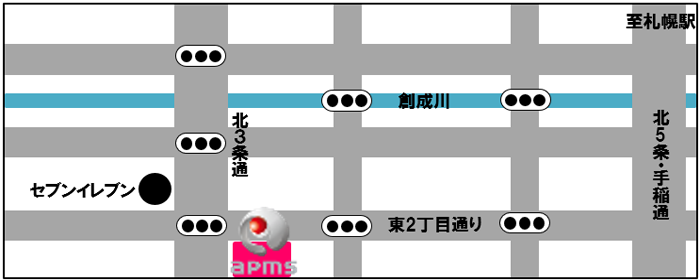 至札幌駅
創成川
北3条通
北5条・手稲通
セブンイレブン
東2丁目通り
apms